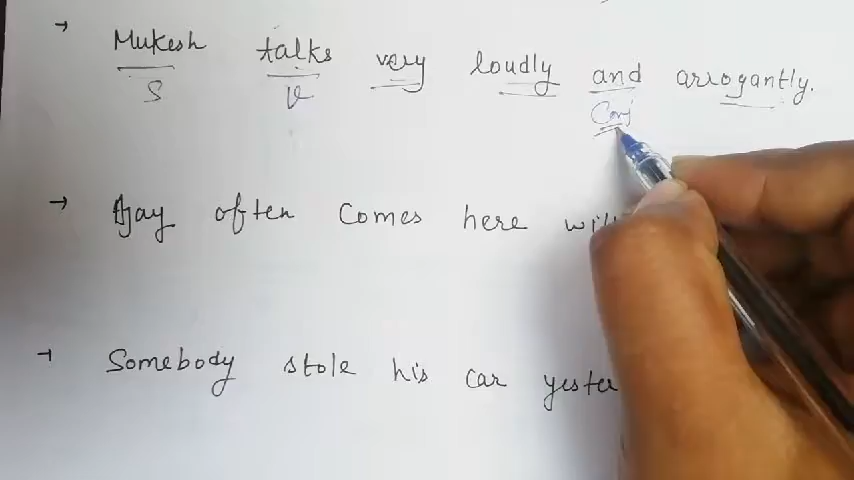 → Mukesh talks very loudly and arrogantly.
S V Conj
→ Ajay often comes here
→ Somebody stole his car